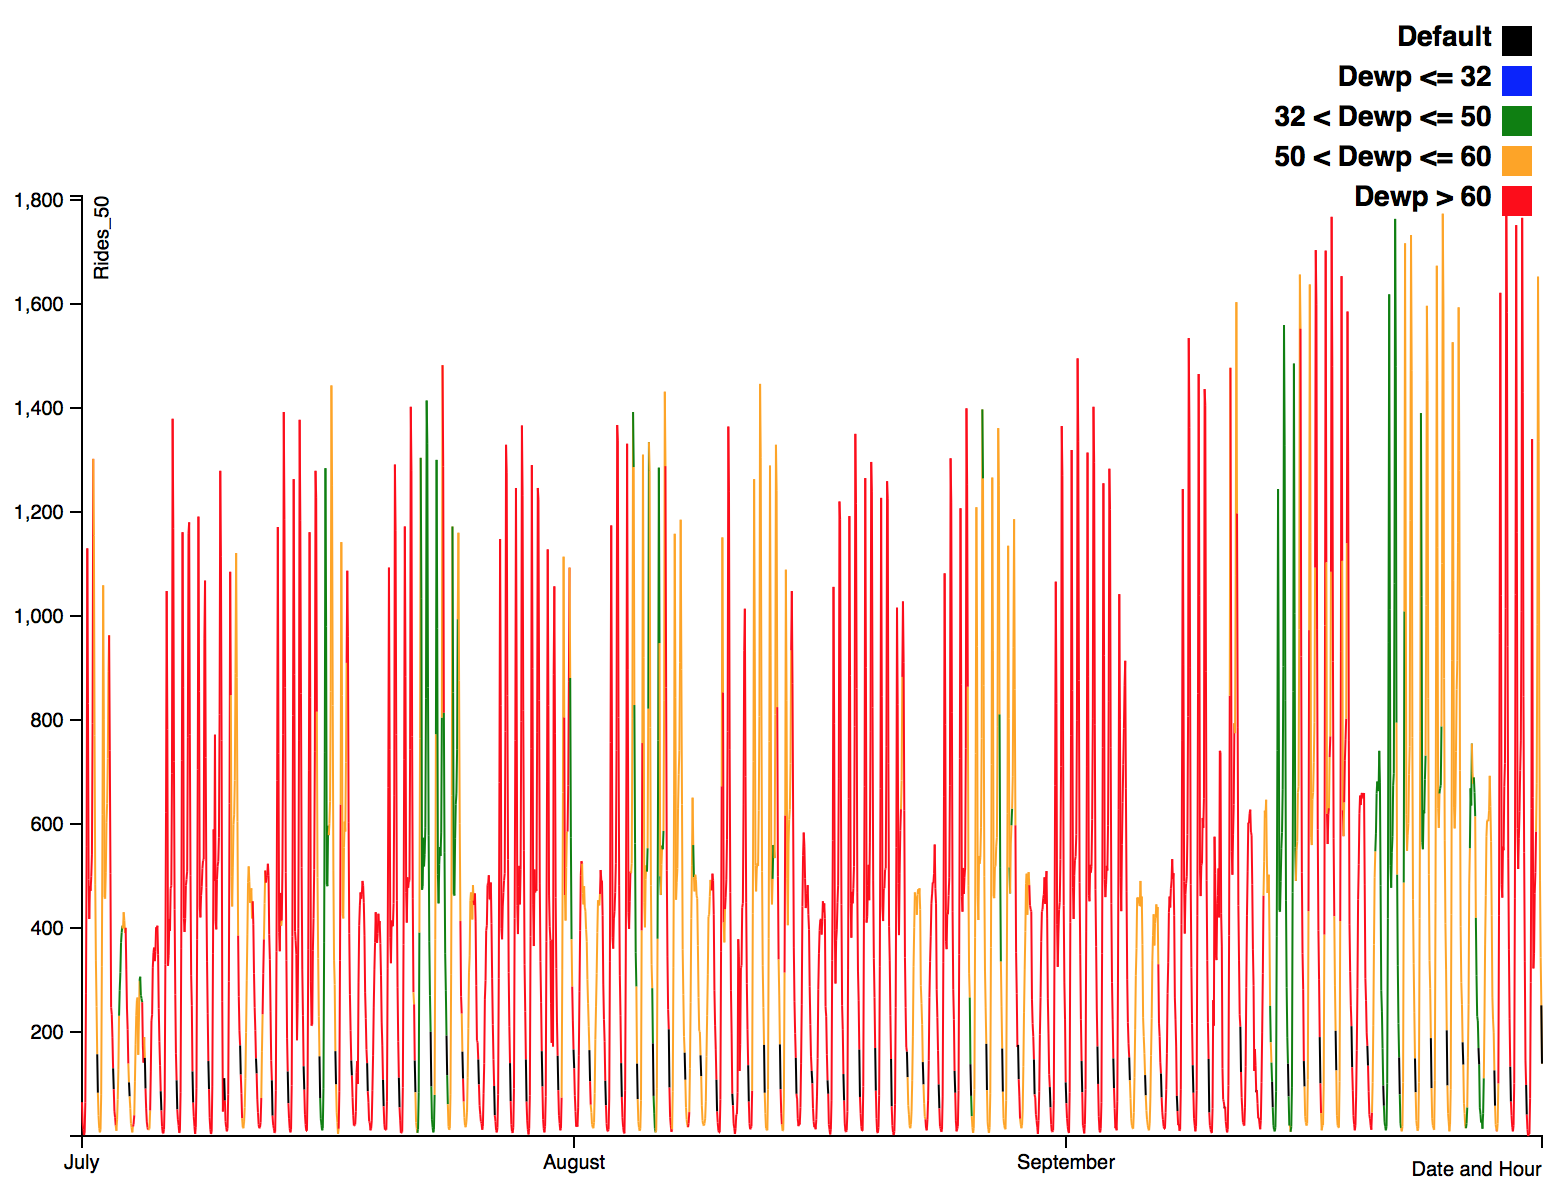 Default
Dewp <= 32
32 < Dewp <= 50
50 < Dewp <= 60
Dewp > 60
Rides_50
1,800
1,600
1,400
1,200
1,000
800
600
400
200
July
August
September
Date and Hour